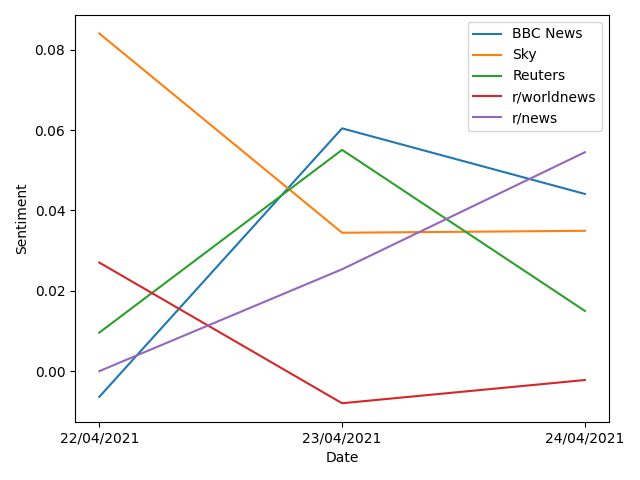 BBC News
Sky
Reuters
r/worldnews
r/news
0.08
0.06
0.04
0.02
0.00
Sentiment
22/04/2021 23/04/2021 24/04/2021
Date